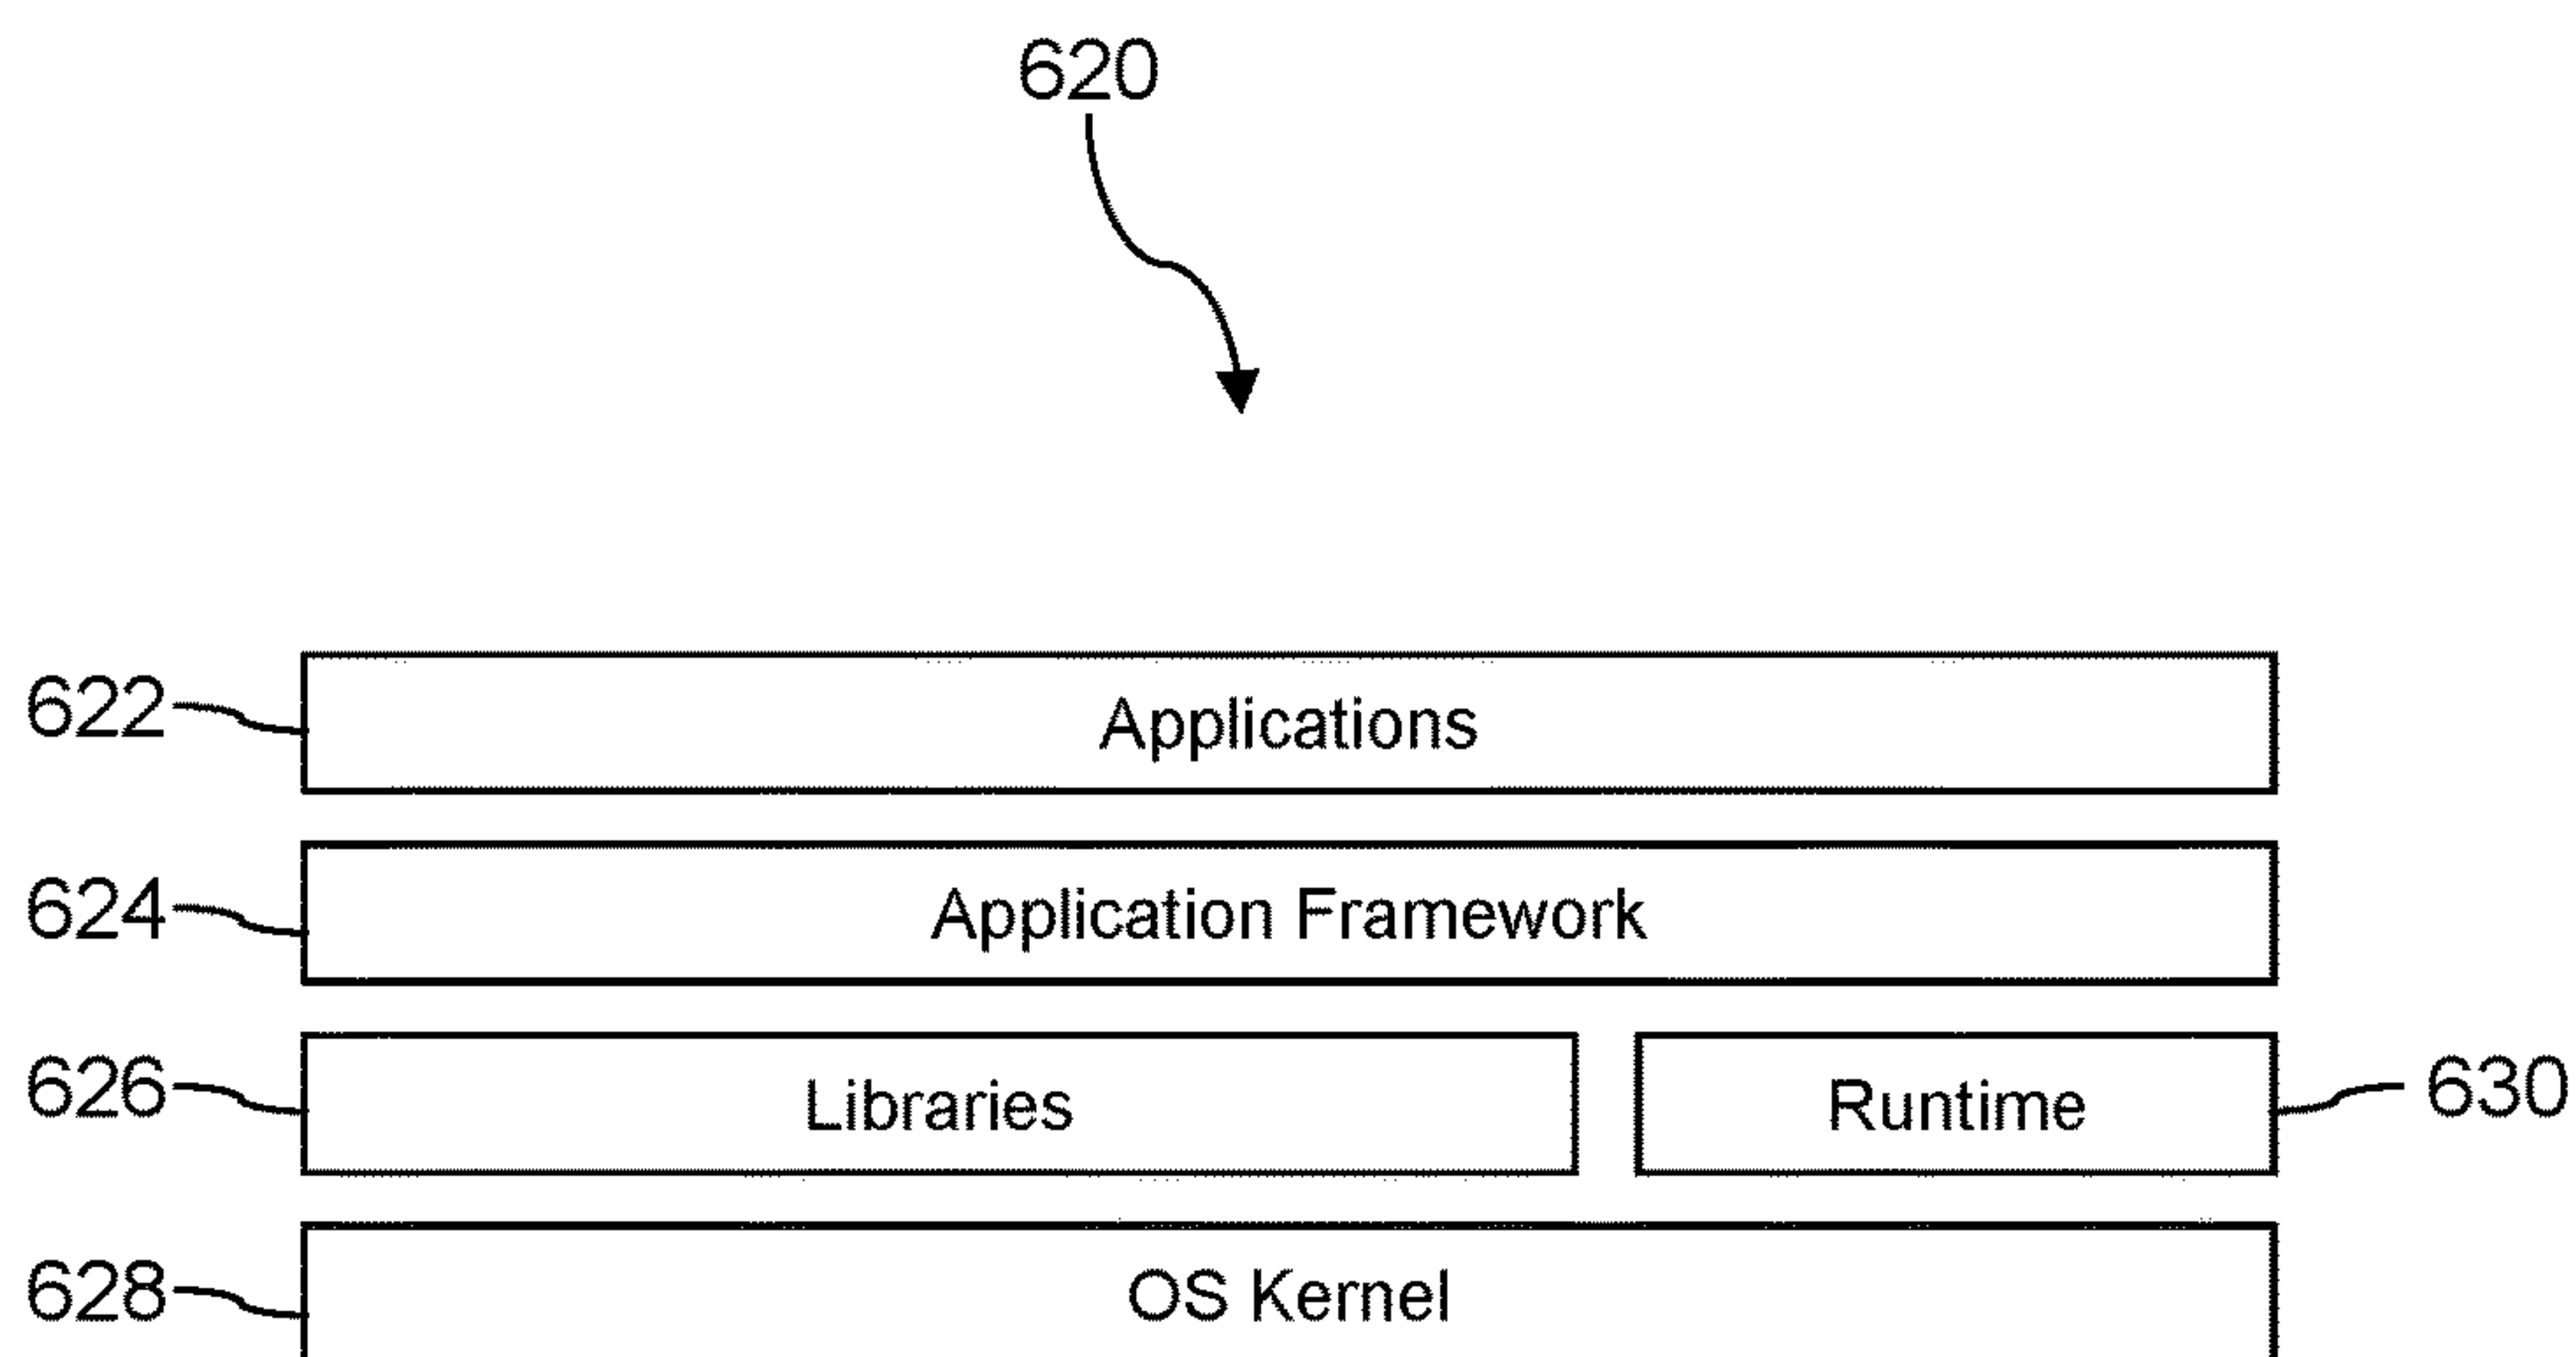 620
622 Applications
624 Application Framework
626 Libraries Runtime 630
628 OS Kernel